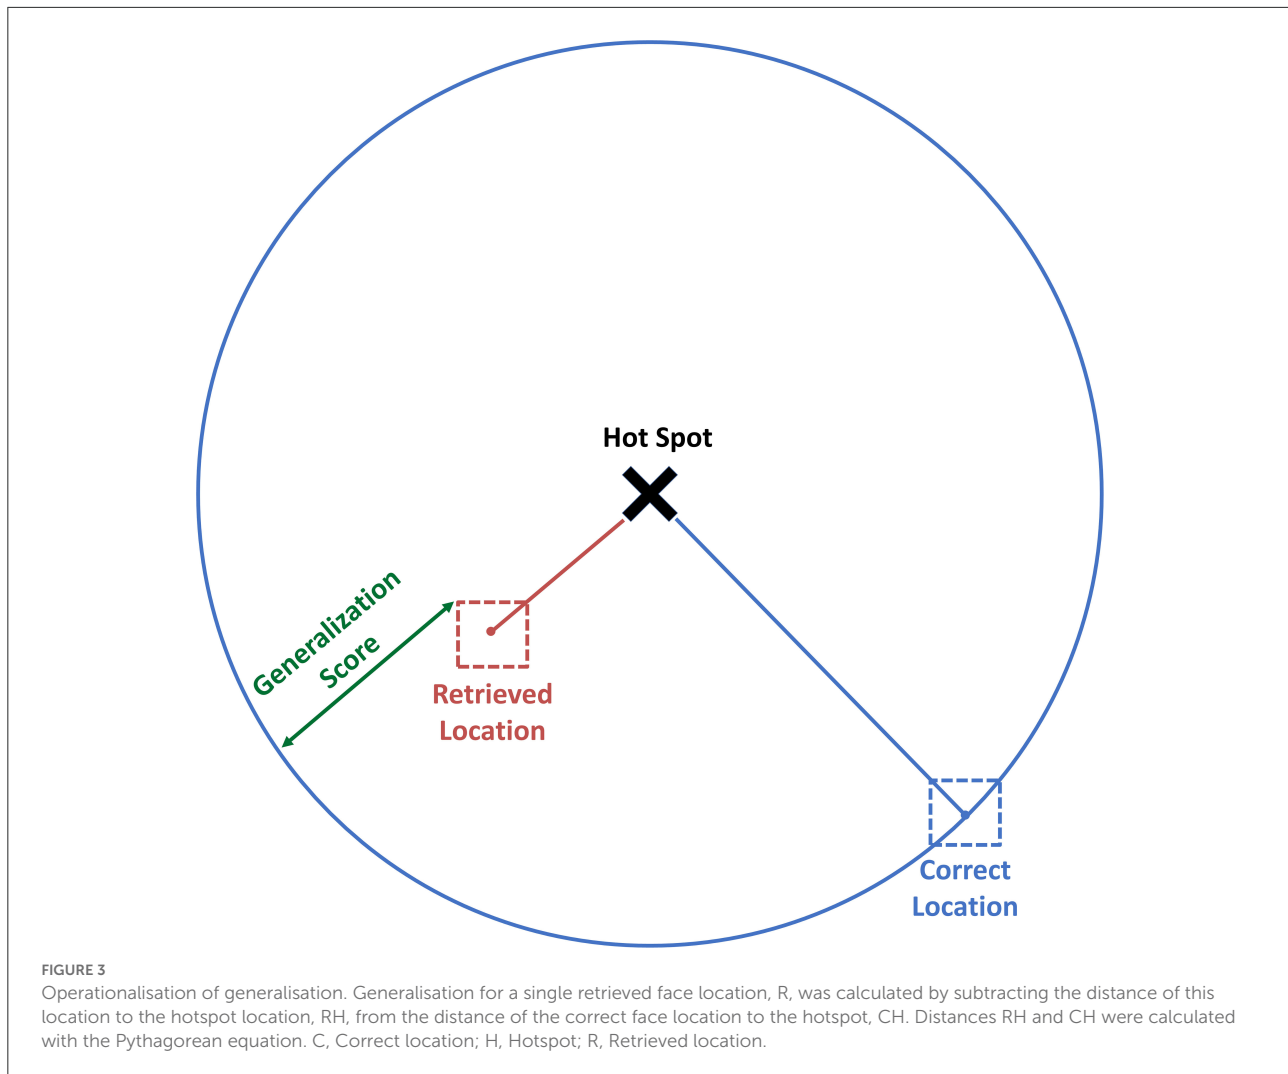 Hot Spot
Generalization
Score
Retrieved
Location
Correct
Location
FIGURE 3
Operationalisation of generalisation. Generalisation for a single retrieved face location, R, was calculated by subtracting the distance of this
location to the hotspot location, RH, from the distance of the correct face location to the hotspot, CH. Distances RH and CH were calculated
with the Pythagorean equation. C, Correct location; H, Hotspot; R, Retrieved location.